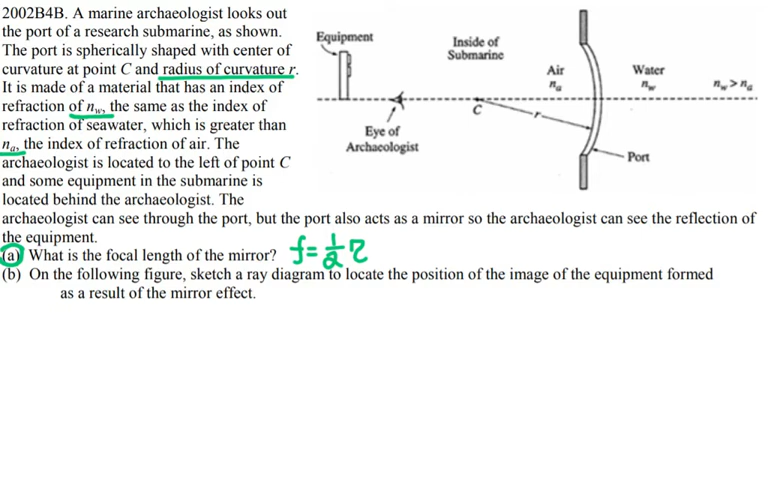 2002B4B. A marine archaeologist looks out
the port of a research submarine, as shown.
The port is spherically shaped with center of
curvature at point C and radius of curvature r.
It is made of a material that has an index of
refraction of nw, the same as the index of
refraction of seawater, which is greater than
na, the index of refraction of air. The
archaeologist is located to the left of point C
and some equipment in the submarine is
located behind the archaeologist. The
archaeologist can see through the port, but the port also acts as a mirror so the archaeologist can see the reflection of
the equipment.
(a) What is the focal length of the mirror? f=1/2 r
(b) On the following figure, sketch a ray diagram to locate the position of the image of the equipment formed
as a result of the mirror effect.
Equipment
Inside of
Submarine
Air
na
Water
nw
nw > na
C
r
Eye of
Archaeologist
Port